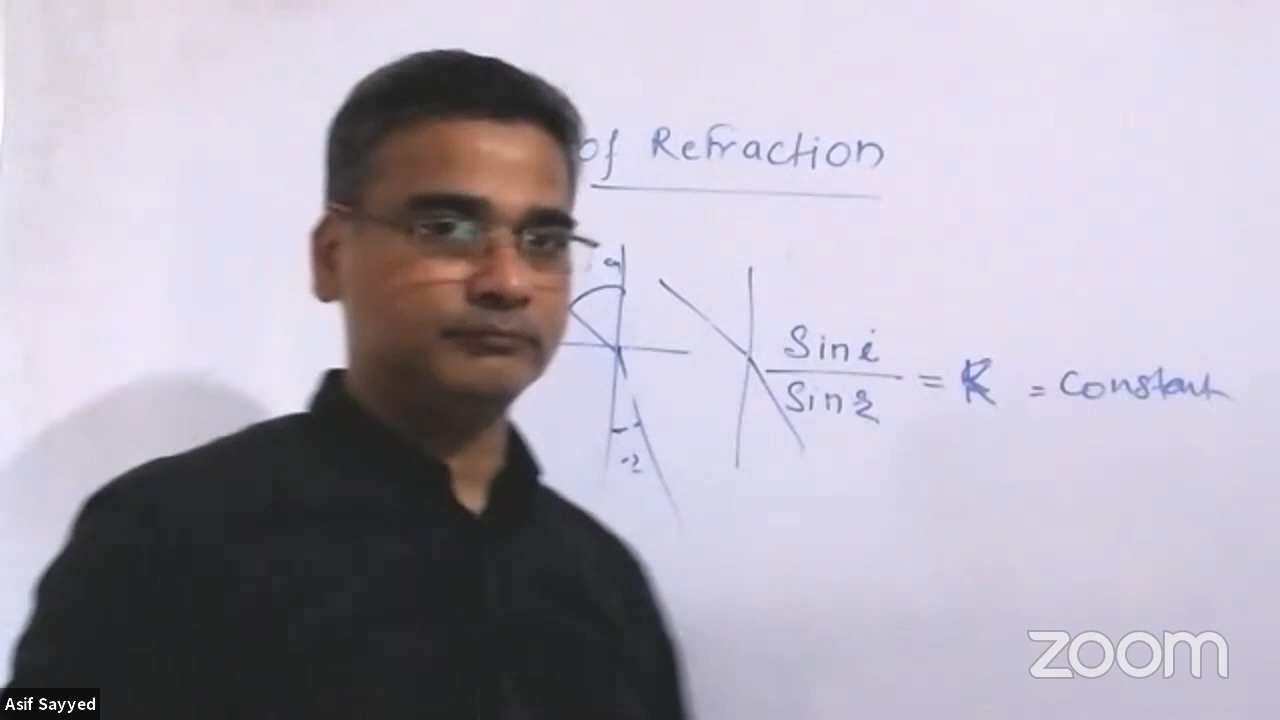 of Refraction
Sin i
Sin r
= K = Constant
zoom
Asif Sayyed